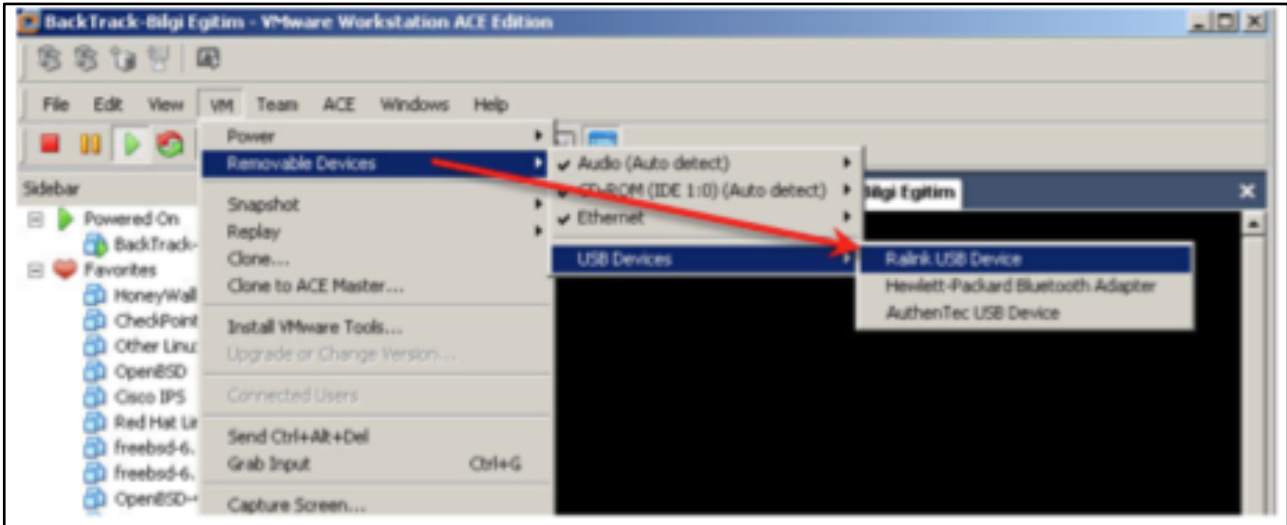 BackTrack-Bilgi Egitim - VMware Workstation ACE Edition
File Edit View VM Team ACE Windows Help
Power
Removable Devices
Snapshot
Replay
Clone...
Clone to ACE Master...
Install VMware Tools...
Upgrade or Change Version...
Connected Users
Send Ctrl+Alt+Del
Grab Input Ctrl+G
Capture Screen...
Audio (Auto detect)
CD-ROM (IDE 1:0) (Auto detect)
Ethernet
USB Devices
Ralink USB Device
Hewlett-Packard Bluetooth Adapter
AuthenTec USB Device
Bilgi Egitim
Sidebar
Powered On
BackTrack-
Favorites
HoneyWall
CheckPoint
Other Linu
OpenBSD
Cisco IPS
Red Hat Lin
freebsd-6.
freebsd-6.
OpenBSD-